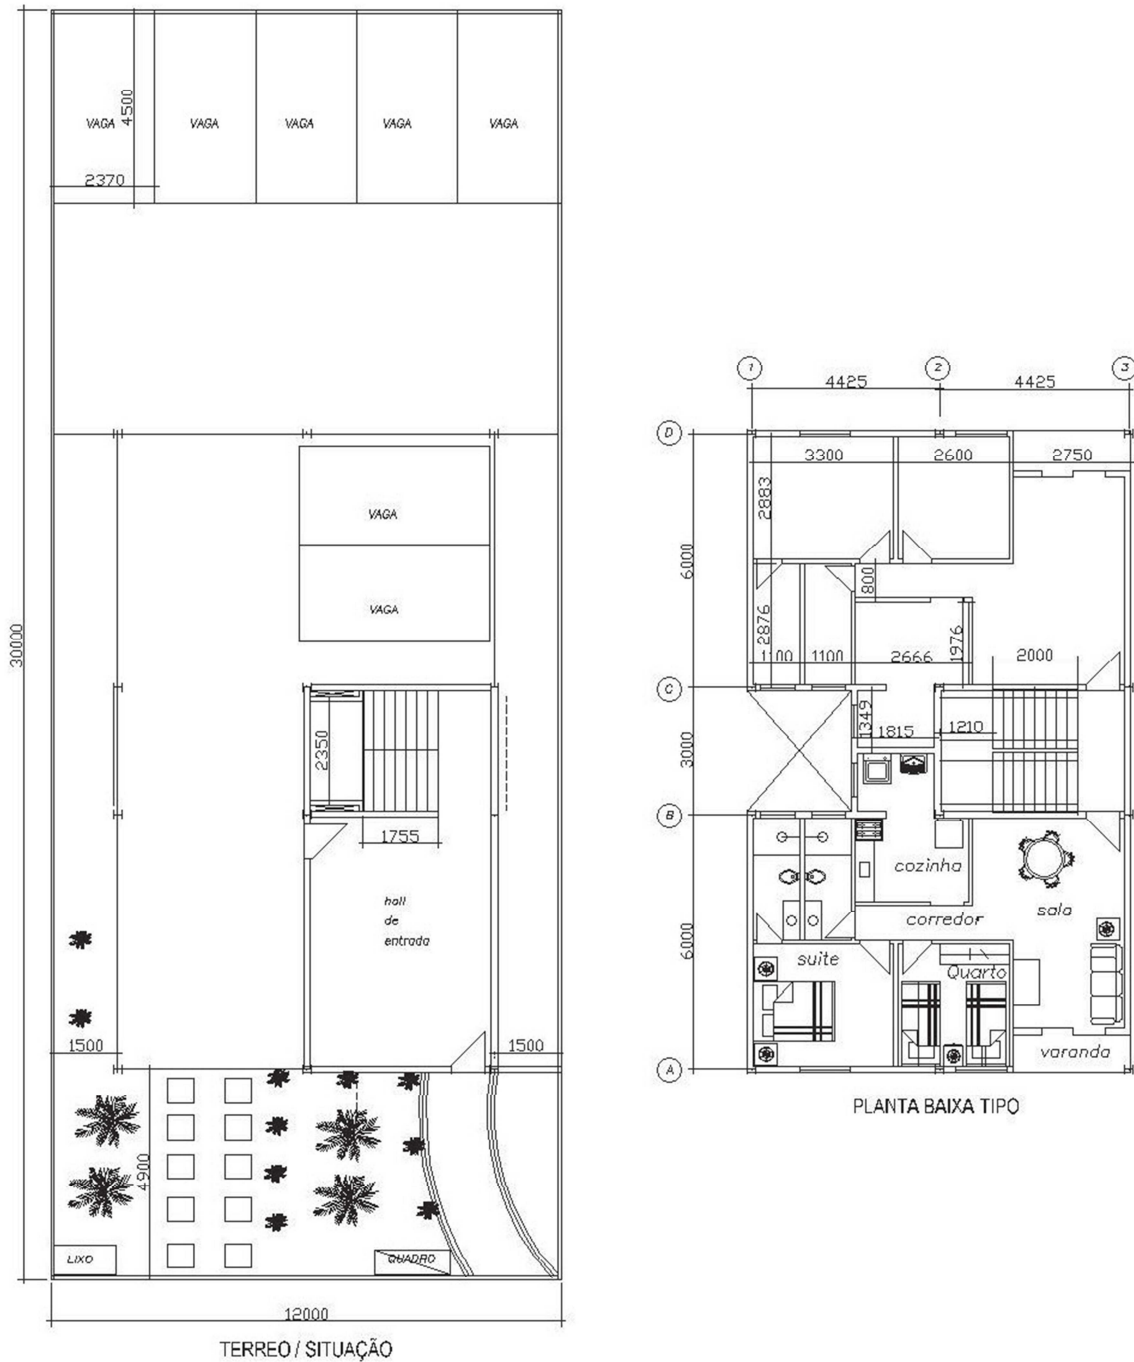 VAGA
VAGA
VAGA
VAGA
VAGA
4500
2370
30000
VAGA
VAGA
2350
1755
hall
de
entrada
1500
1500
4900
LIXO
QUADRO
12000
TERREO / SITUAÇÃO
1
2
3
4425
4425
D
3300
2600
2750
2883
6000
800
2876
1976
1100
1100
2666
2000
C
1349
1815
1210
3000
B
cozinha
corredor
sala
6000
suite
Quarto
varanda
A
PLANTA BAIXA TIPO